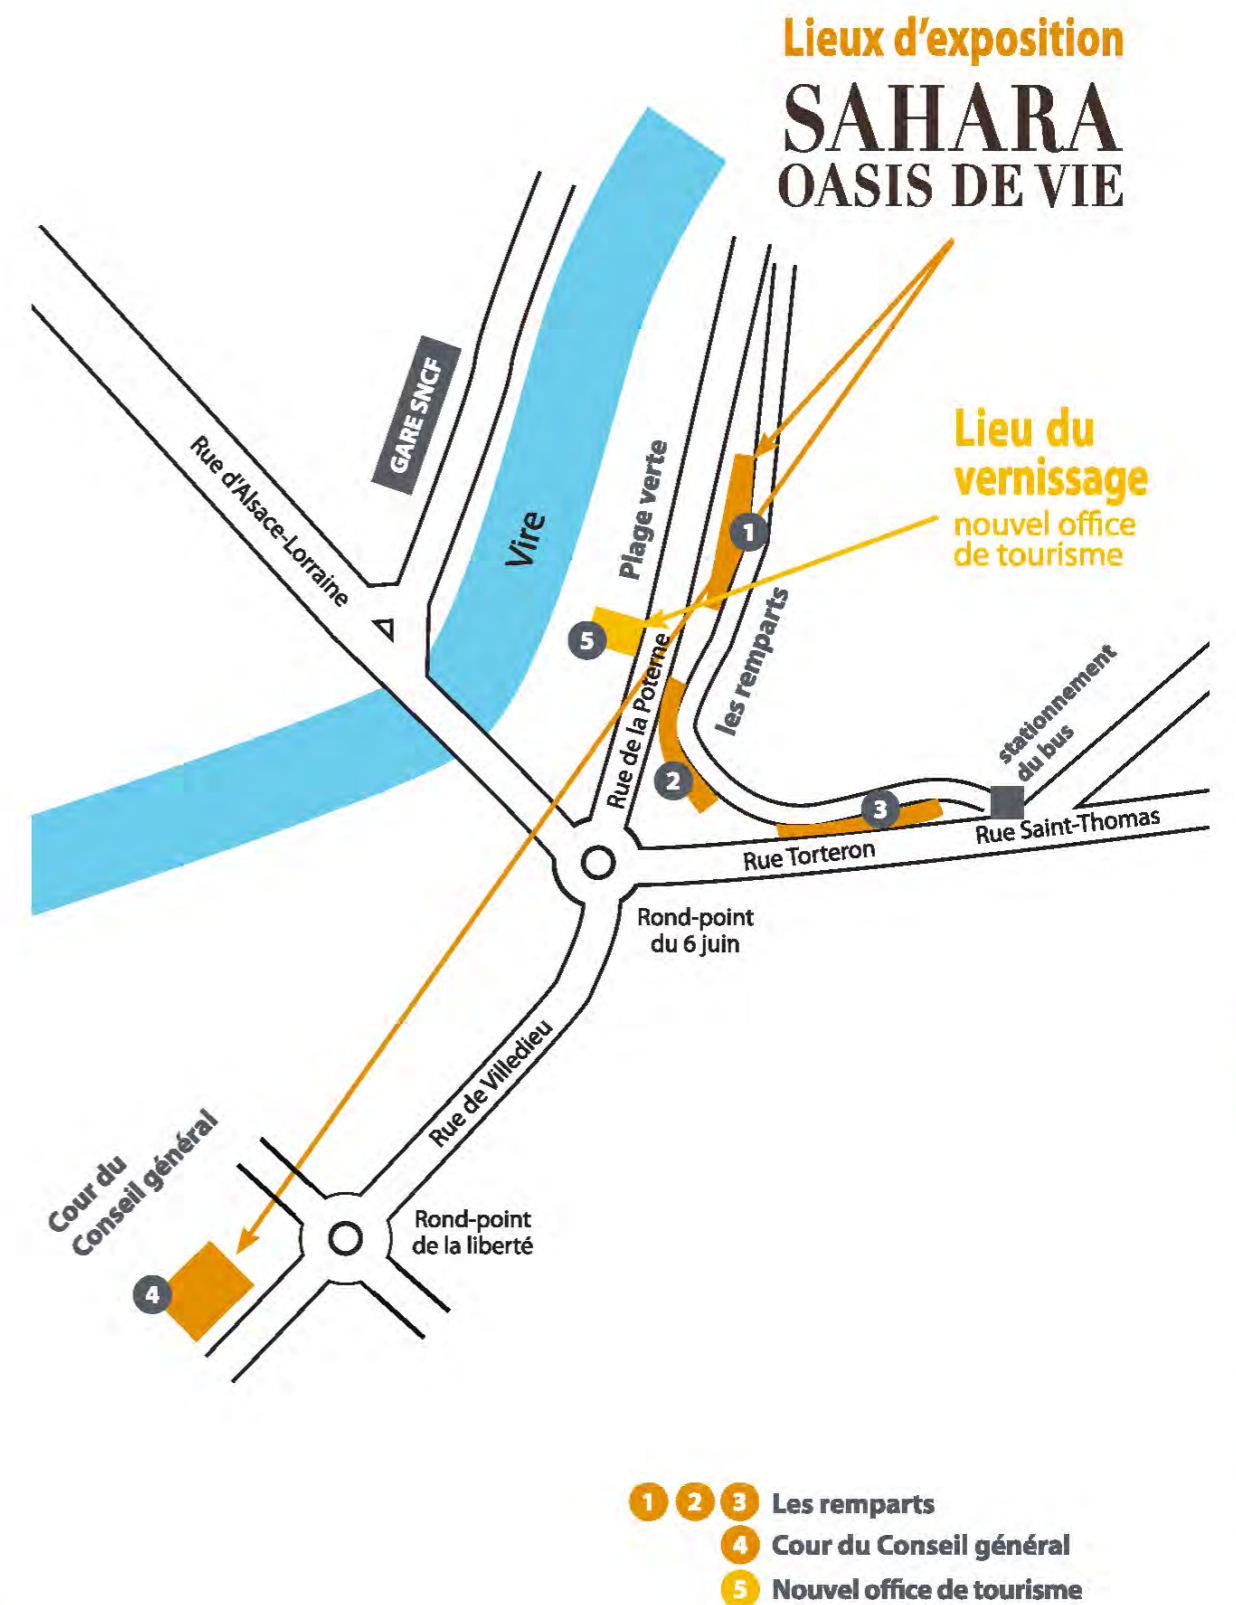 Lieux d'exposition
SAHARA
OASIS DE VIE
GARE SNCF
Rue d'Alsace-Lorraine
Vire
Plage verte
Lieu du
vernissage
nouvel office
de tourisme
1
5
les remparts
Rue de la Poterne
2
3
stationnement
du bus
Rue Saint-Thomas
Rue Torteron
Rond-point
du 6 juin
Rue de Villedieu
Cour du
Conseil général
Rond-point
de la liberté
4
1 2 3 Les remparts
4 Cour du Conseil général
5 Nouvel office de tourisme